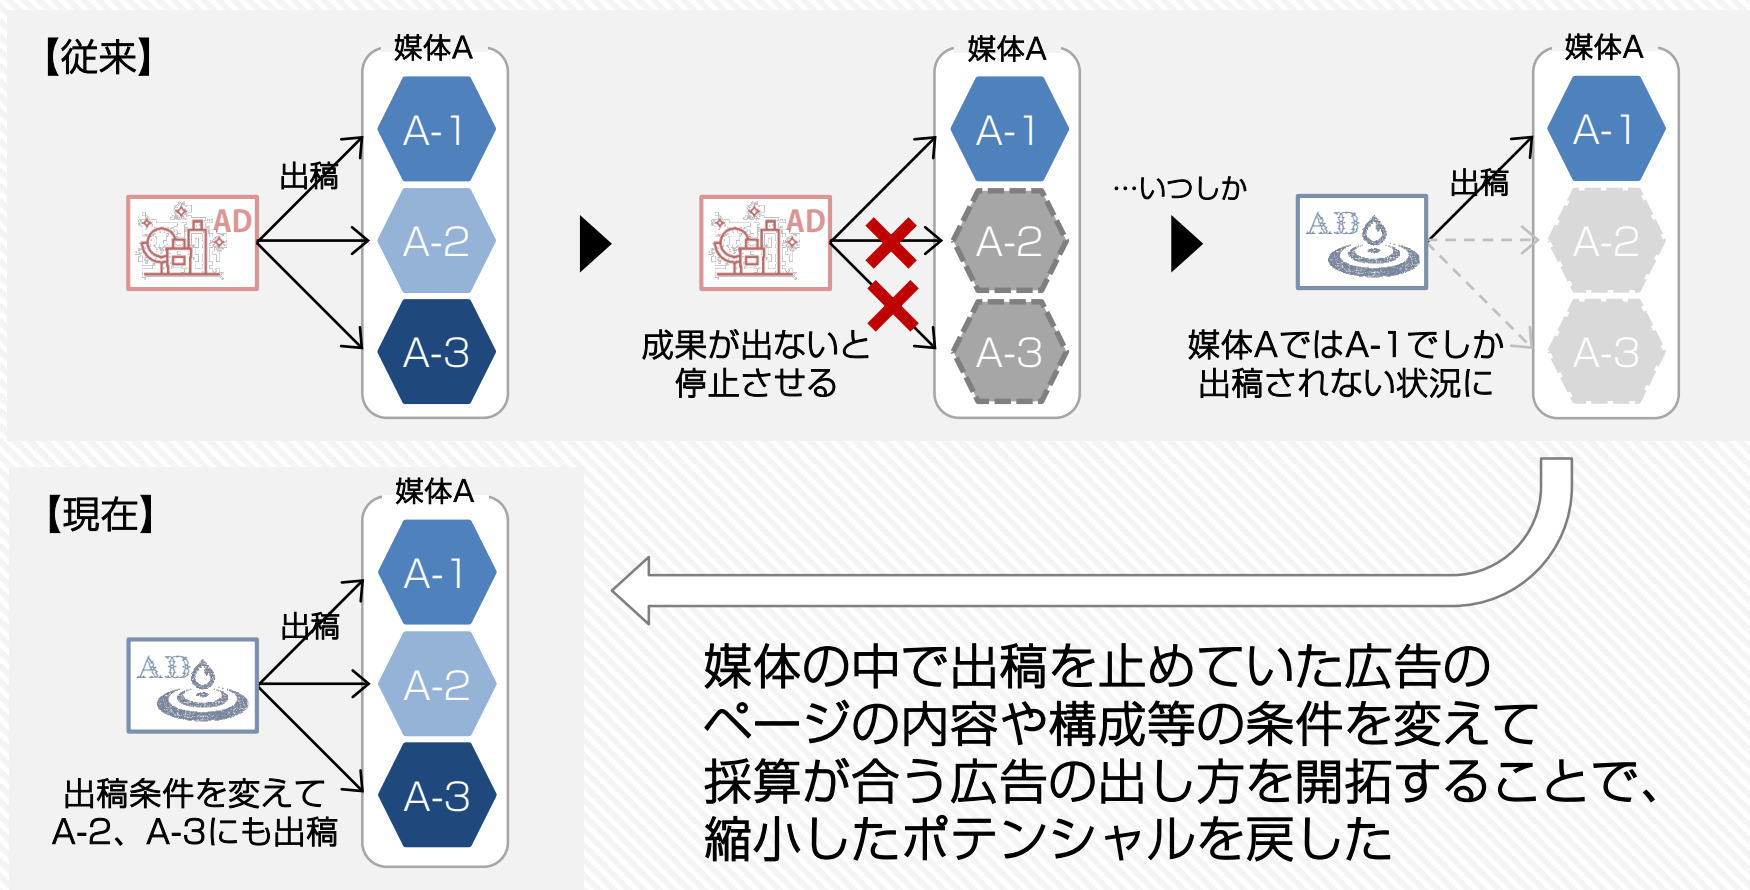 【従来】
媒体A
A-1
A-2
A-3
出稿
AD
媒体A
A-1
A-2
A-3
AD
成果が出ないと
停止させる
…いつしか
媒体A
A-1
A-2
A-3
出稿
AD
媒体AではA-1でしか
出稿されない状況に
【現在】
媒体A
A-1
A-2
A-3
出稿
AD
出稿条件を変えて
A-2、A-3にも出稿
媒体の中で出稿を止めていた広告の
ページの内容や構成等の条件を変えて
採算が合う広告の出し方を開拓することで、
縮小したポテンシャルを戻した